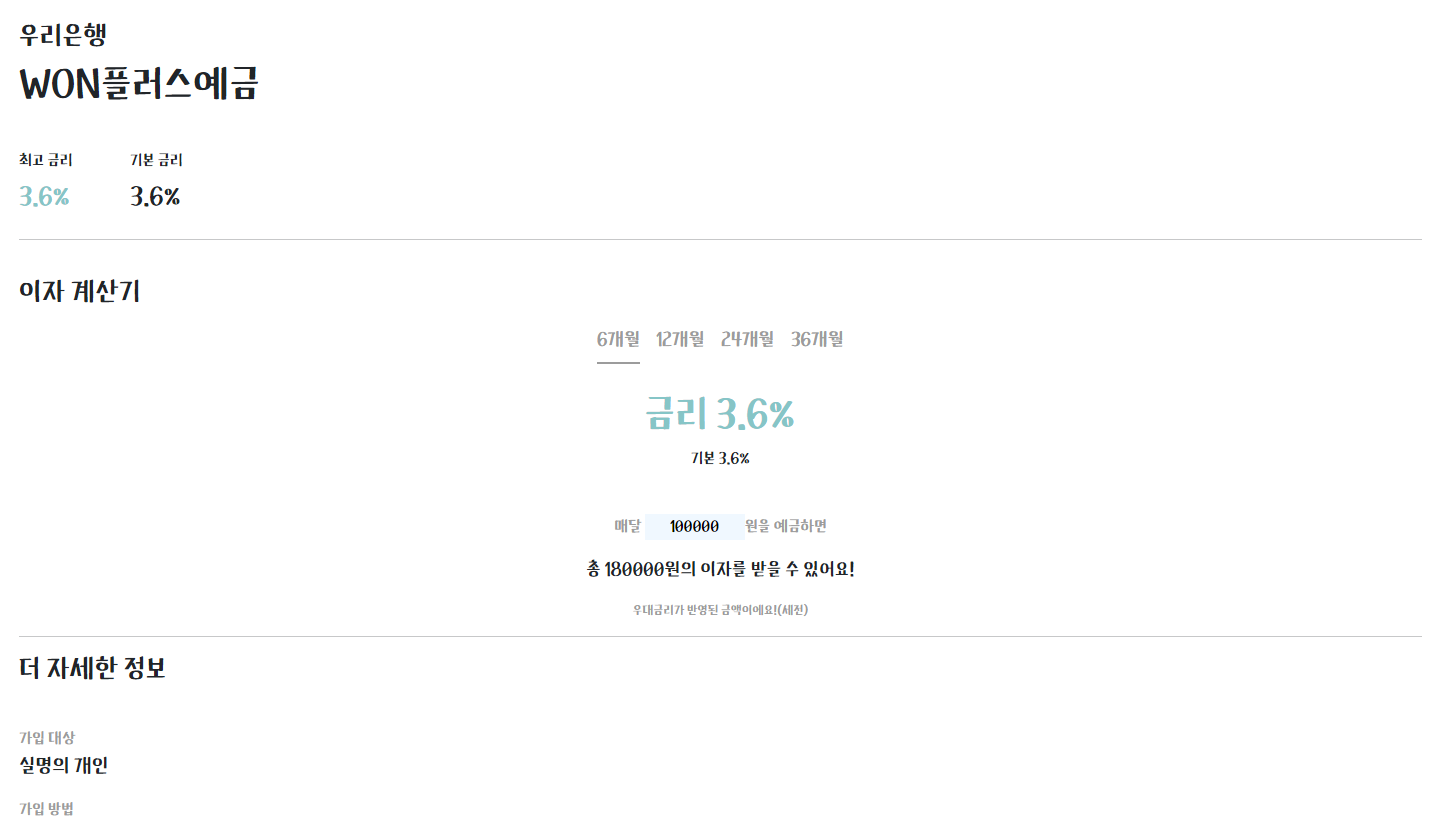 우리은행
WON플러스예금
최고 금리 기본 금리
3.6% 3.6%
이자 계산기
6개월 12개월 24개월 36개월
금리 3.6%
기본 3.6%
매달 100000 원을 예금하면
총 180000원의 이자를 받을 수 있어요!
우대금리가 반영된 금액이에요!(세전)
더 자세한 정보
가입 대상
실명의 개인
가입 방법